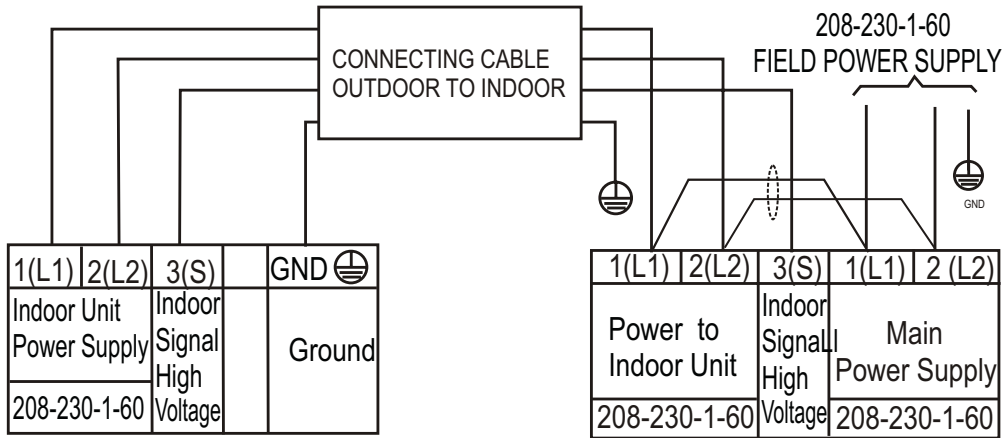 CONNECTING CABLE
OUTDOOR TO INDOOR
208-230-1-60
FIELD POWER SUPPLY
GND
1(L1) 2(L2) 3(S) GND
Indoor Unit
Power Supply
208-230-1-60
Indoor
Signal
High
Voltage
Ground
1(L1) 2(L2) 3(S) 1(L1) 2 (L2)
Power to
Indoor Unit
208-230-1-60
Indoor
SignaLl
High
Voltage
Main
Power Supply
208-230-1-60